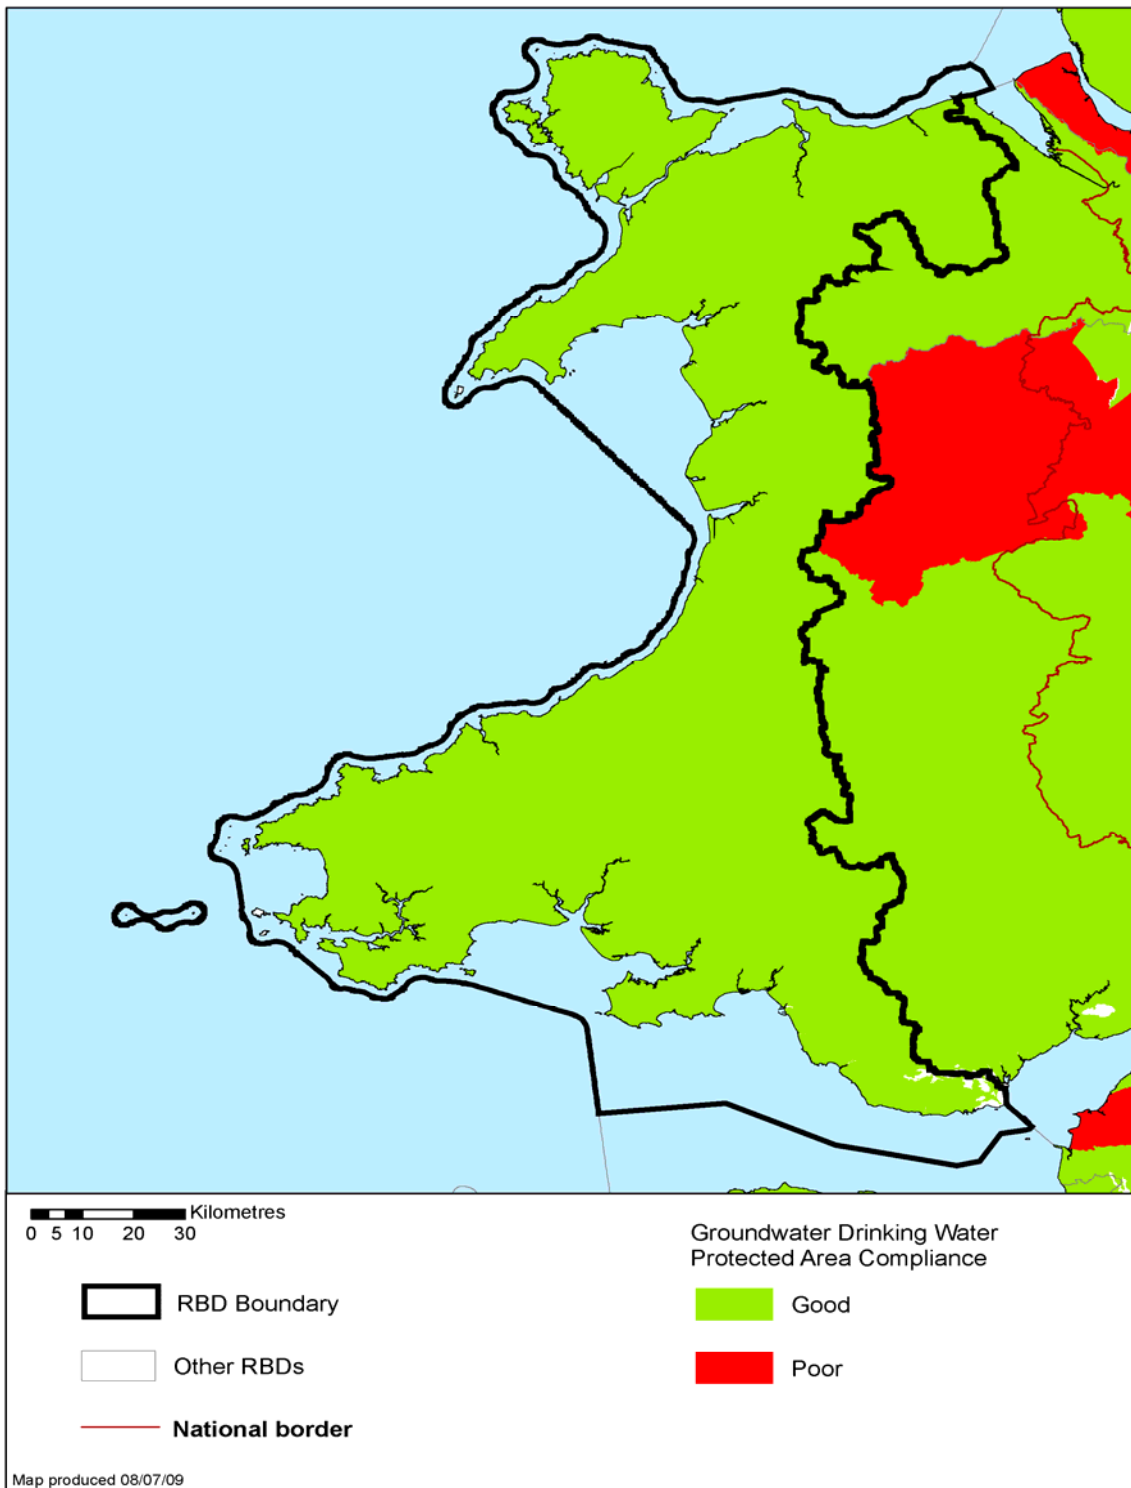 Kilometres
0 5 10 20 30
RBD Boundary
Other RBDs
National border
Groundwater Drinking Water
Protected Area Compliance
Good
Poor
Map produced 08/07/09